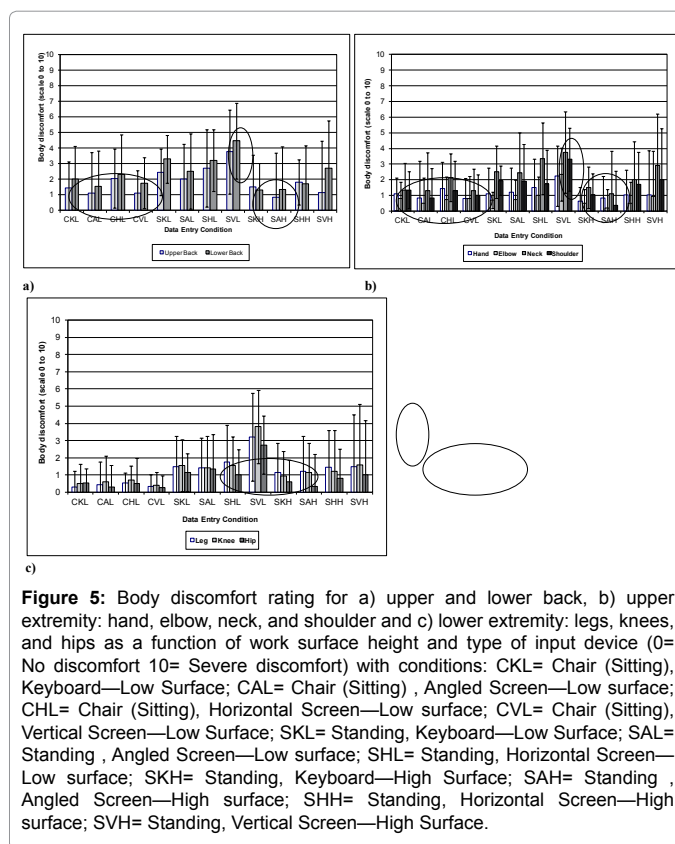 10
9
8
7
6
5
4
3
2
1
0
Body discomfort (scale 0 to 10)
CKL CAL CHL CVL SKL SAL SHL SVL SKH SAH SHH SVH
Data Entry Condition
Upper Back Lower Back
a)
10
9
8
7
6
5
4
3
2
1
0
Body discomfort (scale 0 to 10)
CKL CAL CHL CVL SKL SAL SHL SVL SKH SAH SHH SVH
Data Entry Condition
Hand Elbow Neck Shoulder
b)
10
9
8
7
6
5
4
3
2
1
0
Body discomfort (scale 0 to 10)
CKL CAL CHL CVL SKL SAL SHL SVL SKH SAH SHH SVH
Data Entry Condition
Leg Knee Hip
c)
Figure 5: Body discomfort rating for a) upper and lower back, b) upper
extremity: hand, elbow, neck, and shoulder and c) lower extremity: legs, knees,
and hips as a function of work surface height and type of input device (0=
No discomfort 10= Severe discomfort) with conditions: CKL= Chair (Sitting),
Keyboard—Low Surface; CAL= Chair (Sitting) , Angled Screen—Low surface;
CHL= Chair (Sitting), Horizontal Screen—Low surface; CVL= Chair (Sitting),
Vertical Screen—Low Surface; SKL= Standing, Keyboard—Low Surface; SAL=
Standing , Angled Screen—Low surface; SHL= Standing, Horizontal Screen—
Low surface; SKH= Standing, Keyboard—High Surface; SAH= Standing ,
Angled Screen—High surface; SHH= Standing, Horizontal Screen—High
surface; SVH= Standing, Vertical Screen—High Surface.